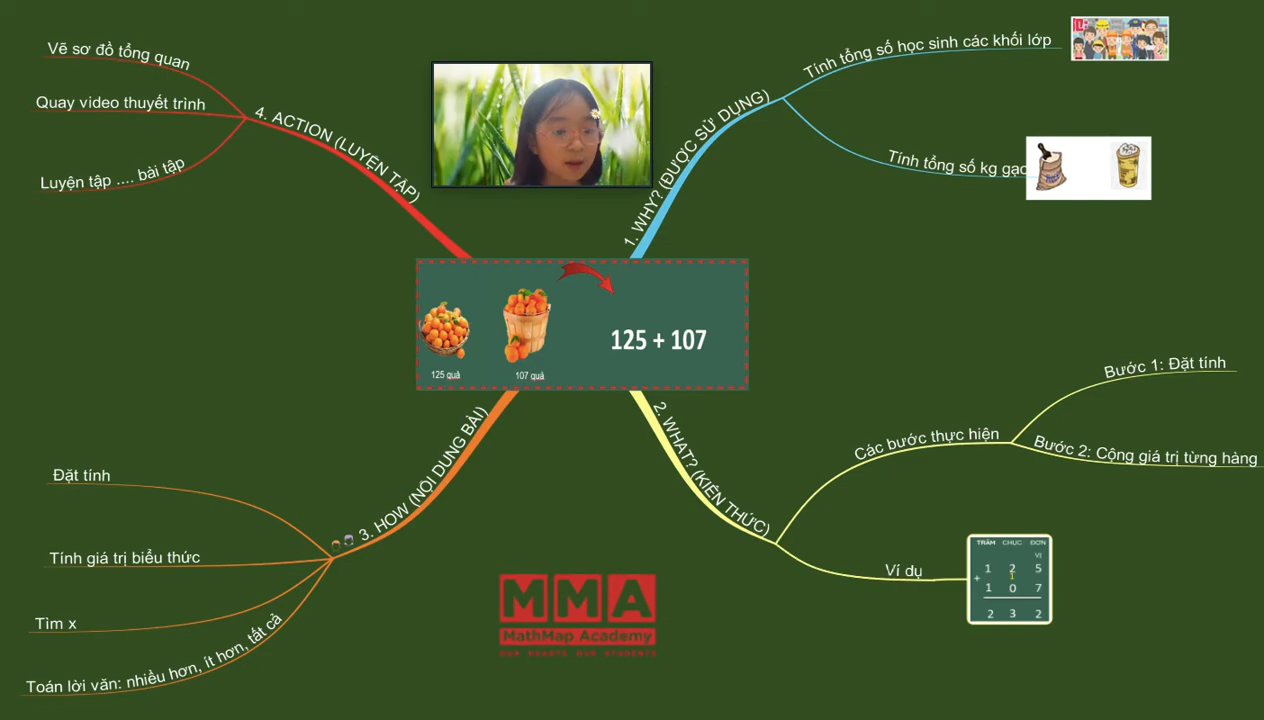 Vẽ sơ đồ tổng quan
Quay video thuyết trình
Luyện tập .... bài tập
4. ACTION (LUYỆN TẬP)
1. WHY? (ĐƯỢC SỬ DỤNG)
Tính tổng số học sinh các khối lớp
Tính tổng số kg gạo
125 quả
107 quả
125 + 107
2. WHAT? (KIẾN THỨC)
Các bước thực hiện
Bước 1: Đặt tính
Bước 2: Cộng giá trị từng hàng
Ví dụ
TRĂM CHỤC ĐƠN
VỊ
1 2 5
+ 1
1 0 7
2 3 2
3. HOW (NỘI DUNG BÀI)
Đặt tính
Tính giá trị biểu thức
Tìm x
Toán lời văn: nhiều hơn, ít hơn, tất cả
MMA
MathMap Academy
OUR HEARTS WITH STUDENTS